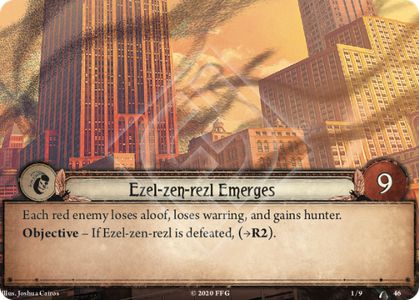 Ezel-zen-rezl Emerges
9
Each red enemy loses aloof, loses warring, and gains hunter.
Objective – If Ezel-zen-rezl is defeated, (→R2).
Illus. Joshua Cairós © 2020 FFG 1/9 46